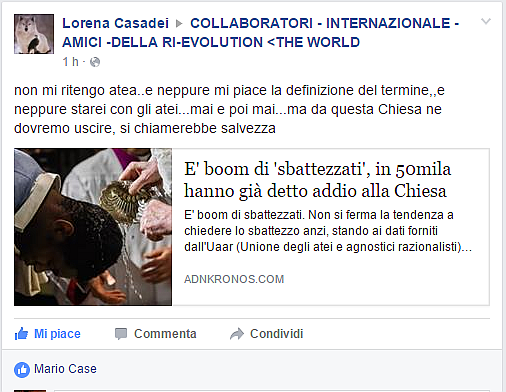 Lorena Casadei ▸ COLLABORATORI - INTERNAZIONALE -
AMICI -DELLA RI-EVOLUTION <THE WORLD
1 h ·
non mi ritengo atea..e neppure mi piace la definizione del termine,,e
neppure starei con gli atei...mai e poi mai...ma da questa Chiesa ne
dovremo uscire, si chiamerebbe salvezza
E' boom di 'sbattezzati', in 50mila
hanno già detto addio alla Chiesa
E' boom di sbattezzati. Non si ferma la tendenza a
chiedere lo sbattezzo anzi, stando ai dati forniti
dall'Uaar (Unione degli atei e agnostici razionalisti)...
ADNKRONOS.COM
Mi piace Commenta Condividi
Mario Case